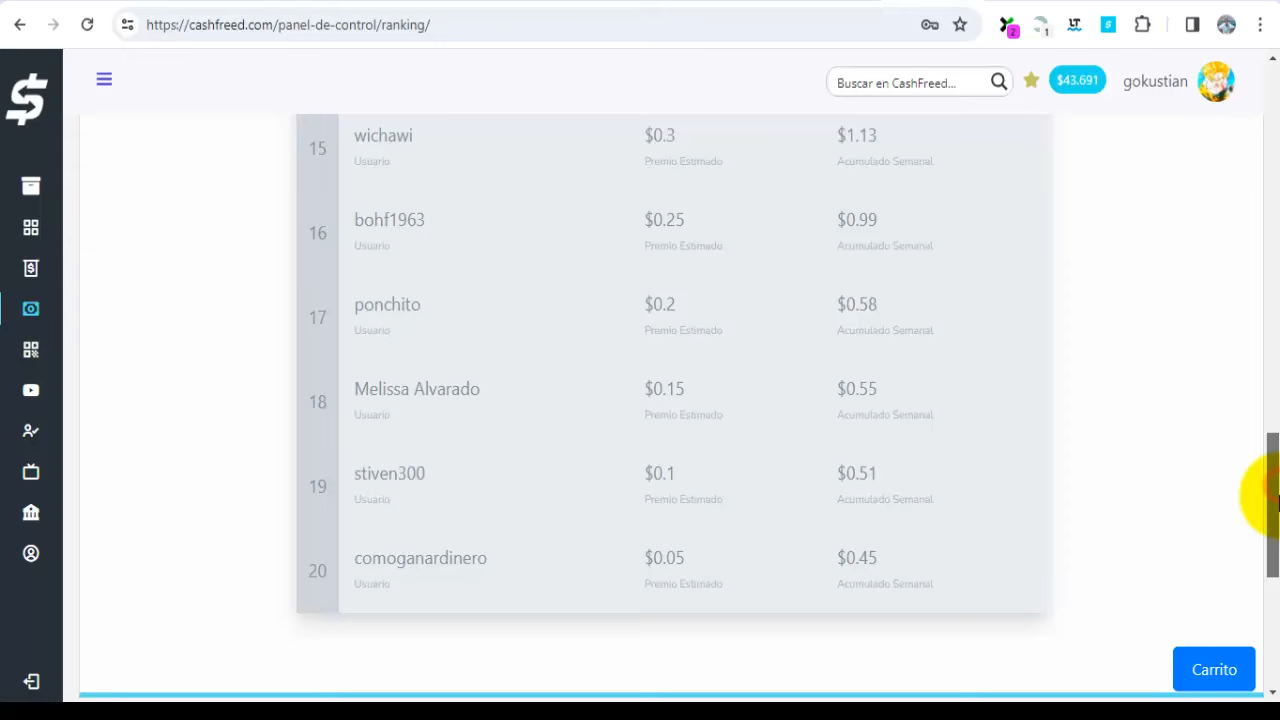 https://cashfreed.com/panel-de-control/ranking/
2
1
LT
Buscar en CashFreed...
$43.691
gokustian
15
wichawi
$0.3
$1.13
Usuario
Premio Estimado
Acumulado Semanal
16
bohf1963
$0.25
$0.99
Usuario
Premio Estimado
Acumulado Semanal
17
ponchito
$0.2
$0.58
Usuario
Premio Estimado
Acumulado Semanal
18
Melissa Alvarado
$0.15
$0.55
Usuario
Premio Estimado
Acumulado Semanal
19
stiven300
$0.1
$0.51
Usuario
Premio Estimado
Acumulado Semanal
20
comoganardinero
$0.05
$0.45
Usuario
Premio Estimado
Acumulado Semanal
Carrito